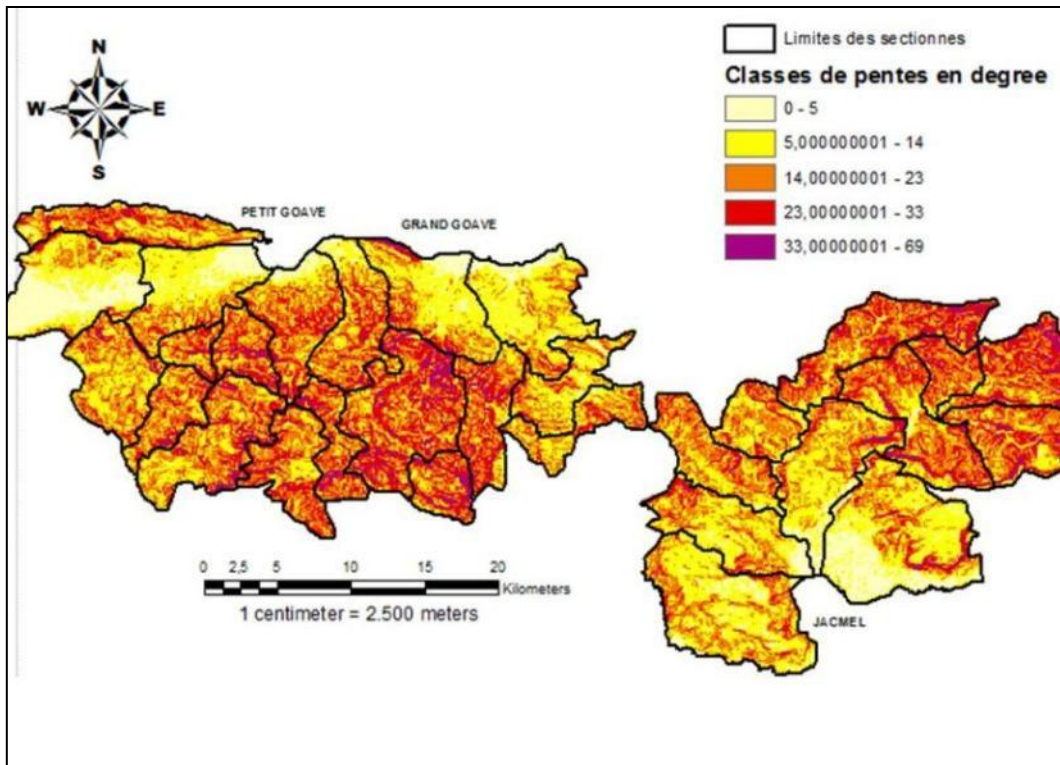 N
W E
S
Limites des sectionnes
Classes de pentes en degree
0 - 5
5,000000001 - 14
14,00000001 - 23
23,00000001 - 33
33,00000001 - 69
PETIT GOAVE
GRAND GOAVE
0 2,5 5 10 15 20
Kilometers
1 centimeter = 2.500 meters
JACMEL